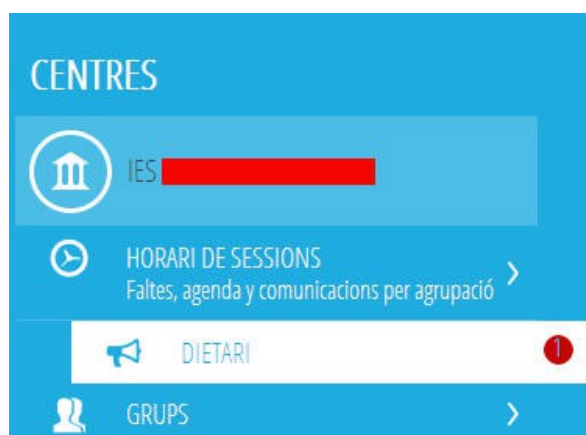 CENTRES
IES
HORARI DE SESSIONS
Faltes, agenda y comunicacions per agrupació
DIETARI
1
GRUPS